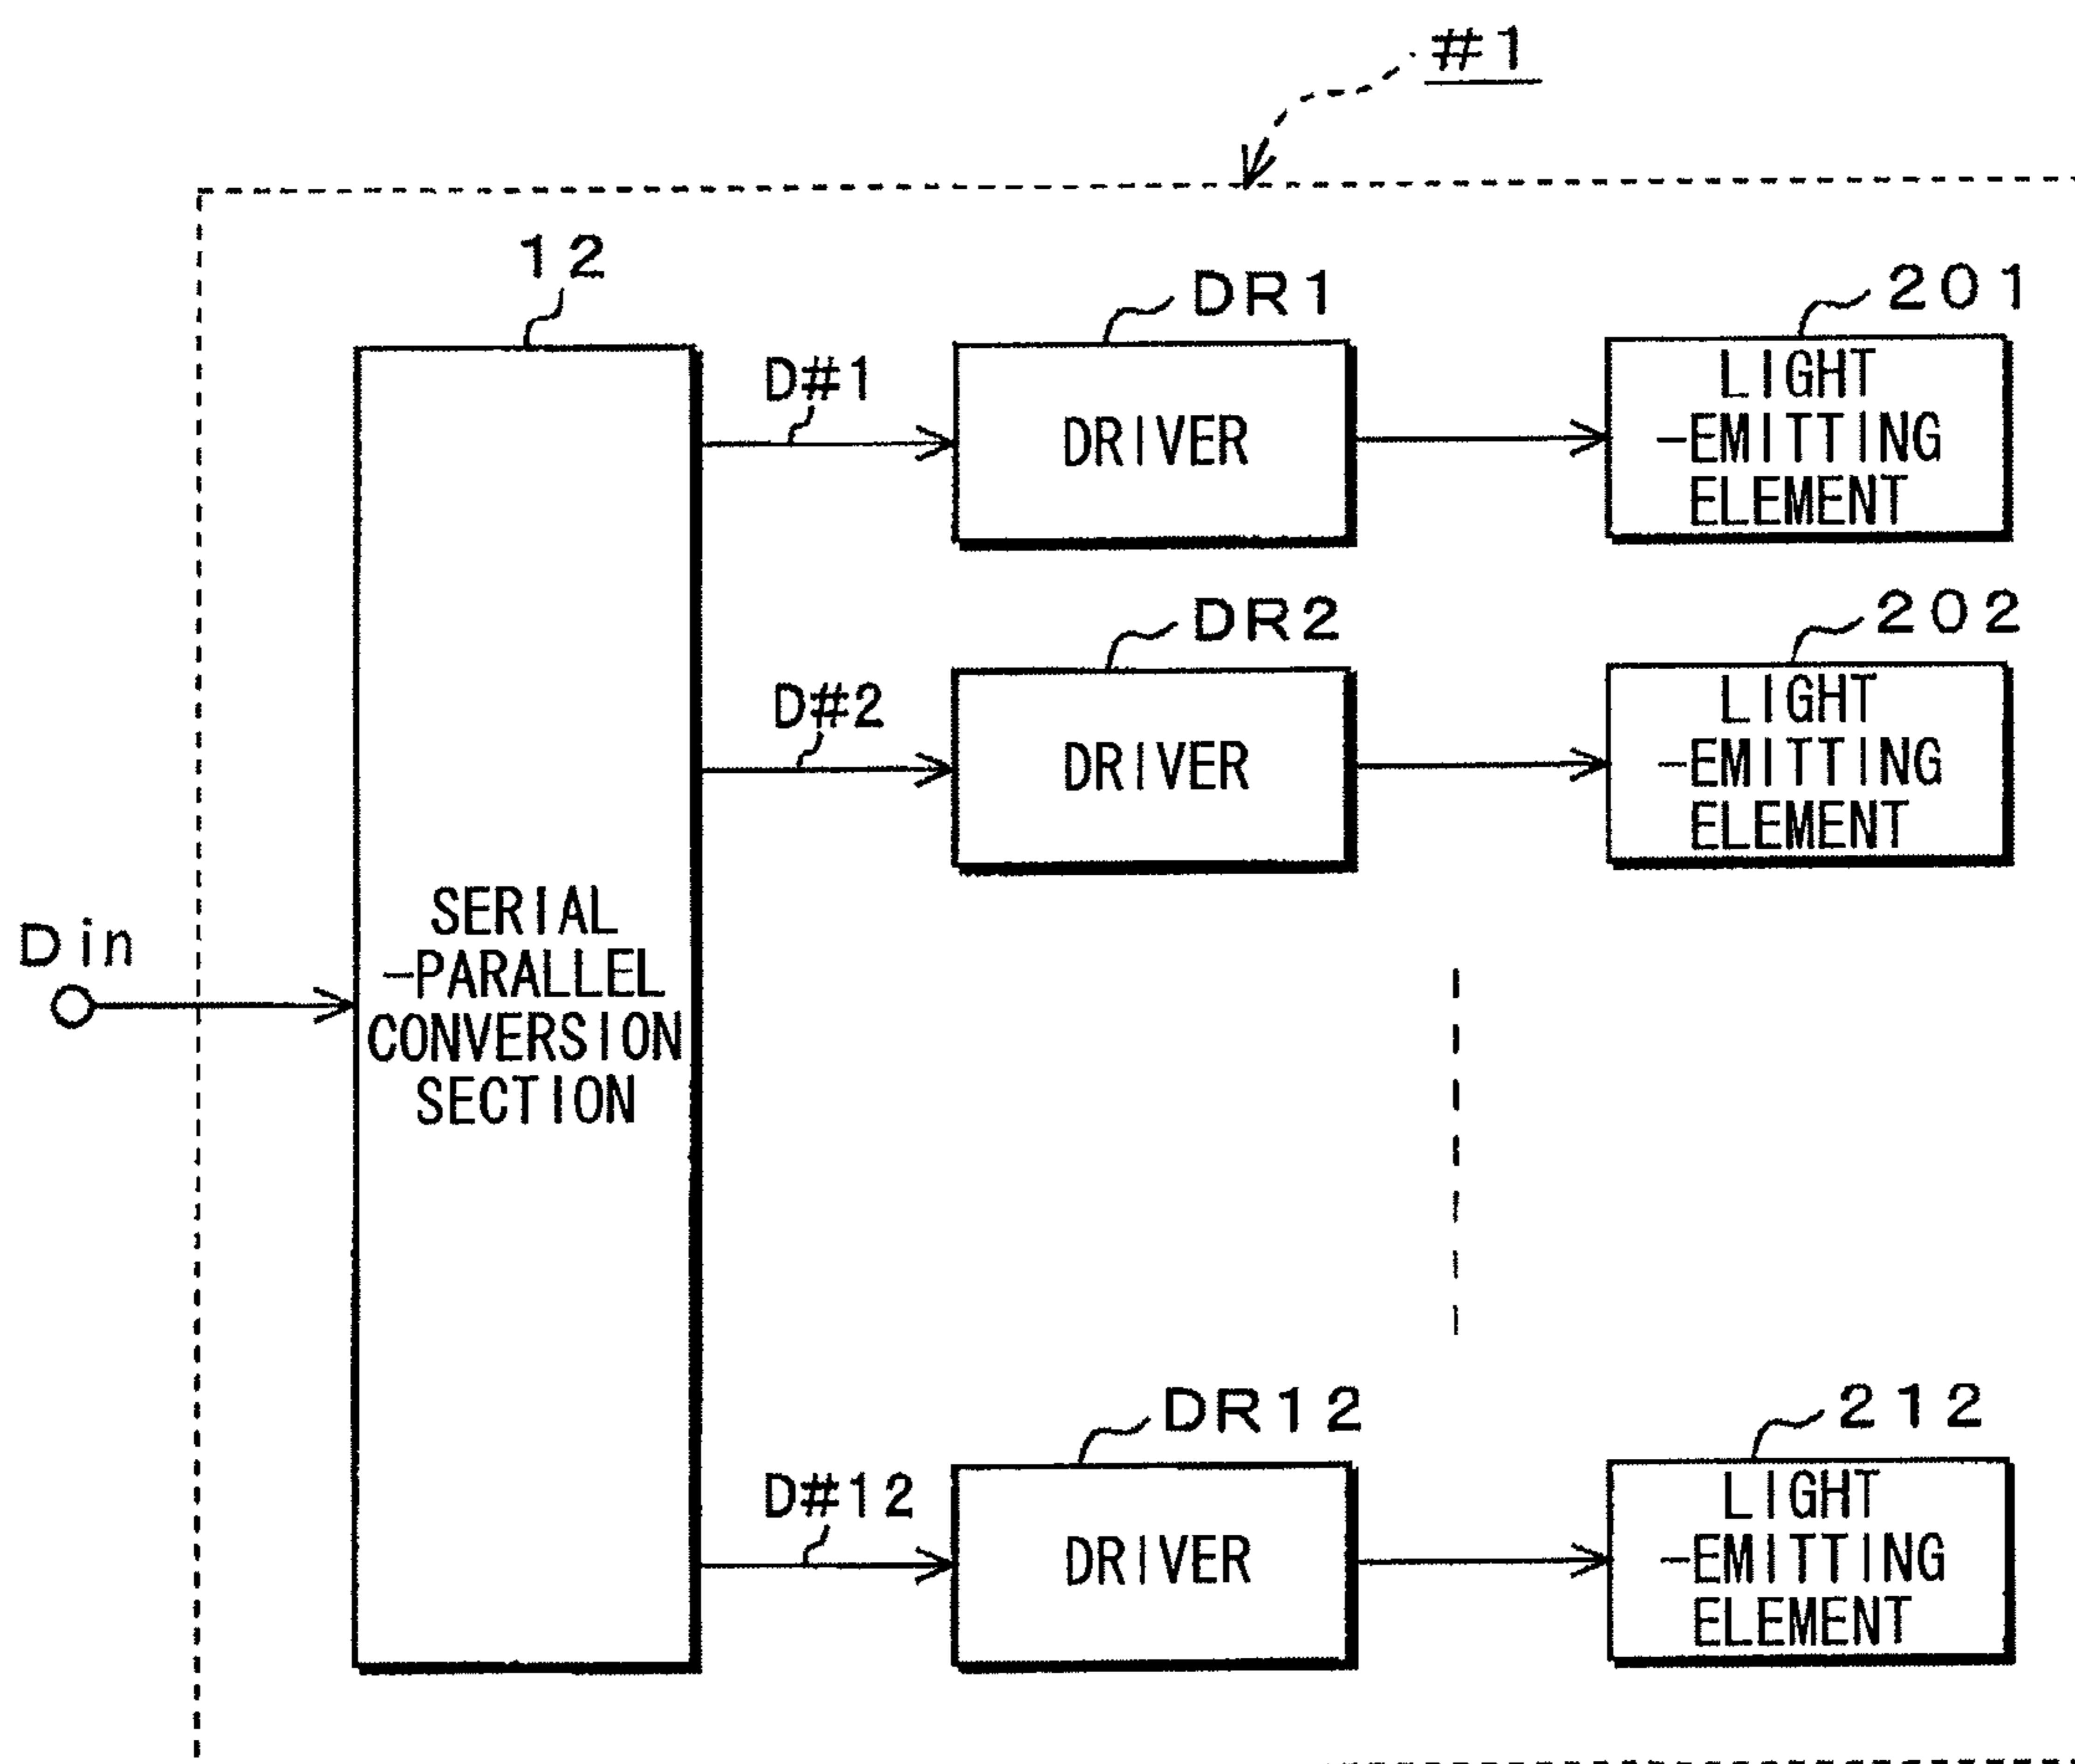 #1
12
DR1
201
D#1
DRIVER
LIGHT
-EMITTING
ELEMENT
DR2
202
D#2
DRIVER
LIGHT
-EMITTING
ELEMENT
Din
SERIAL
-PARALLEL
CONVERSION
SECTION
DR12
212
D#12
DRIVER
LIGHT
-EMITTING
ELEMENT